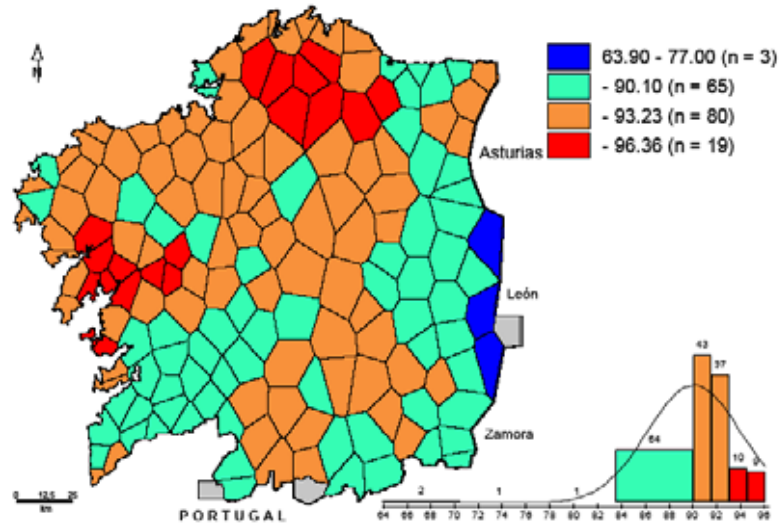 N
63.90 - 77.00 (n = 3)
- 90.10 (n = 65)
- 93.23 (n = 80)
- 96.36 (n = 19)
Asturias
León
Zamora
PORTUGAL
0 12.5 25
km
43
37
64
10
9
2 1 1
64 66 68 70 72 74 76 78 80 82 84 86 88 90 92 94 96